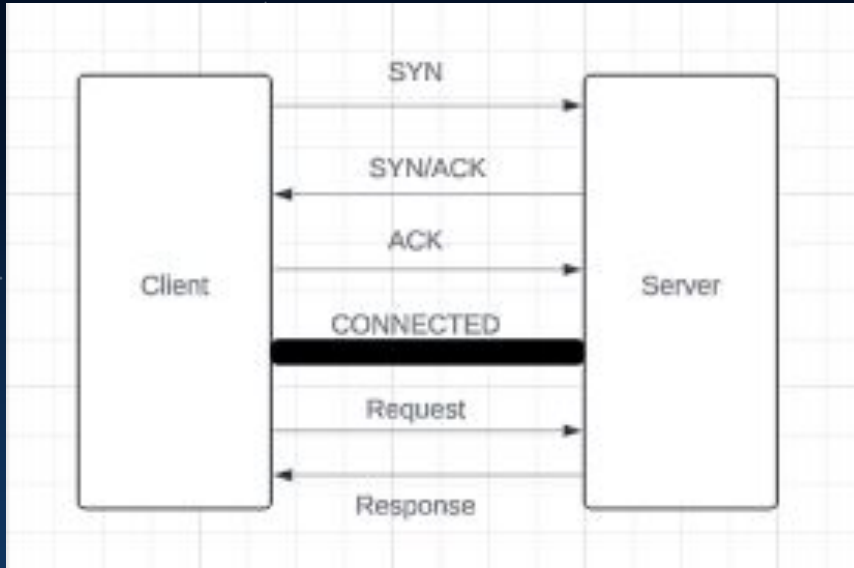 SYN
SYN/ACK
ACK
Client
Server
CONNECTED
Request
Response